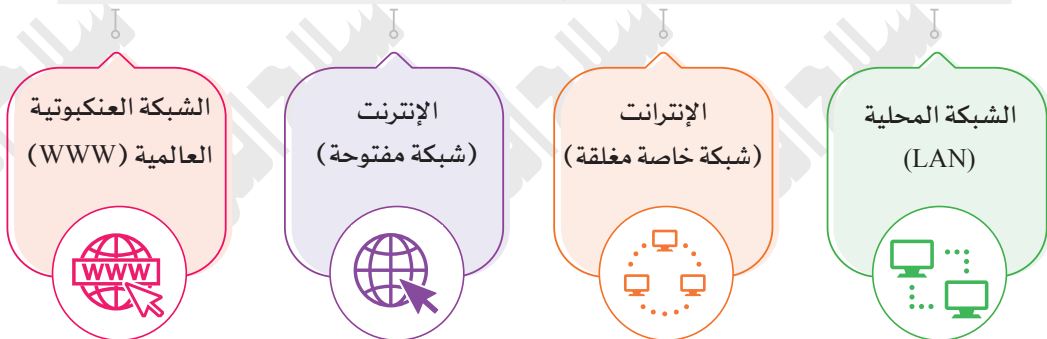 الشبكة المحلية
(LAN)
الإنترانت
(شبكة خاصة مغلقة)
الإنترنت
(شبكة مفتوحة)
الشبكة العنكبوتية
العالمية (WWW)
WWW